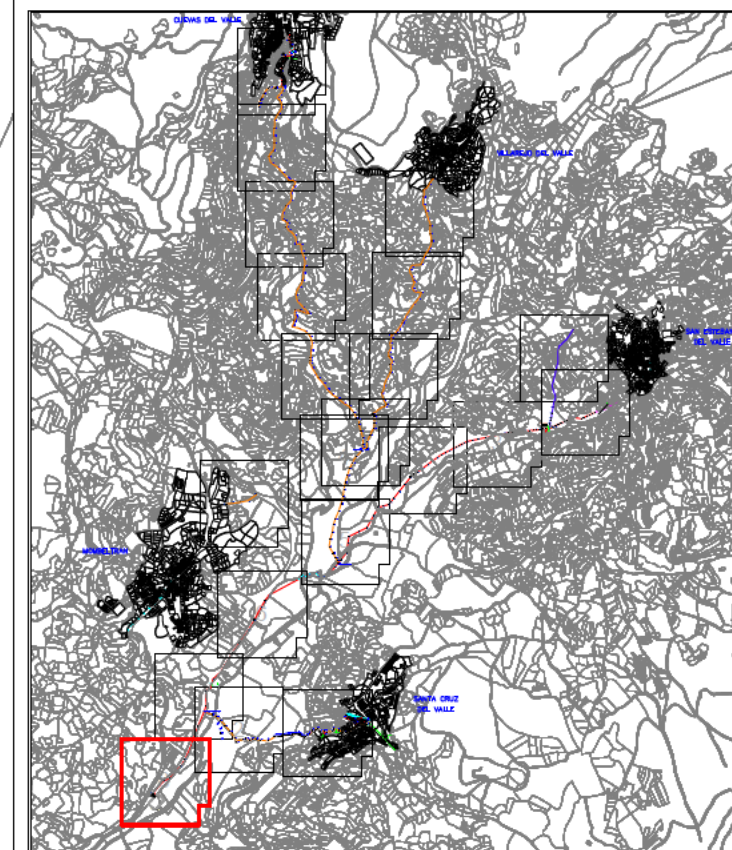 CUEVAS DEL VALLE
VILLAREJO DEL VALLE
SAN ESTEBAN
DEL VALLE
MOMBELTRAN
SANTA CRUZ
DEL VALLE